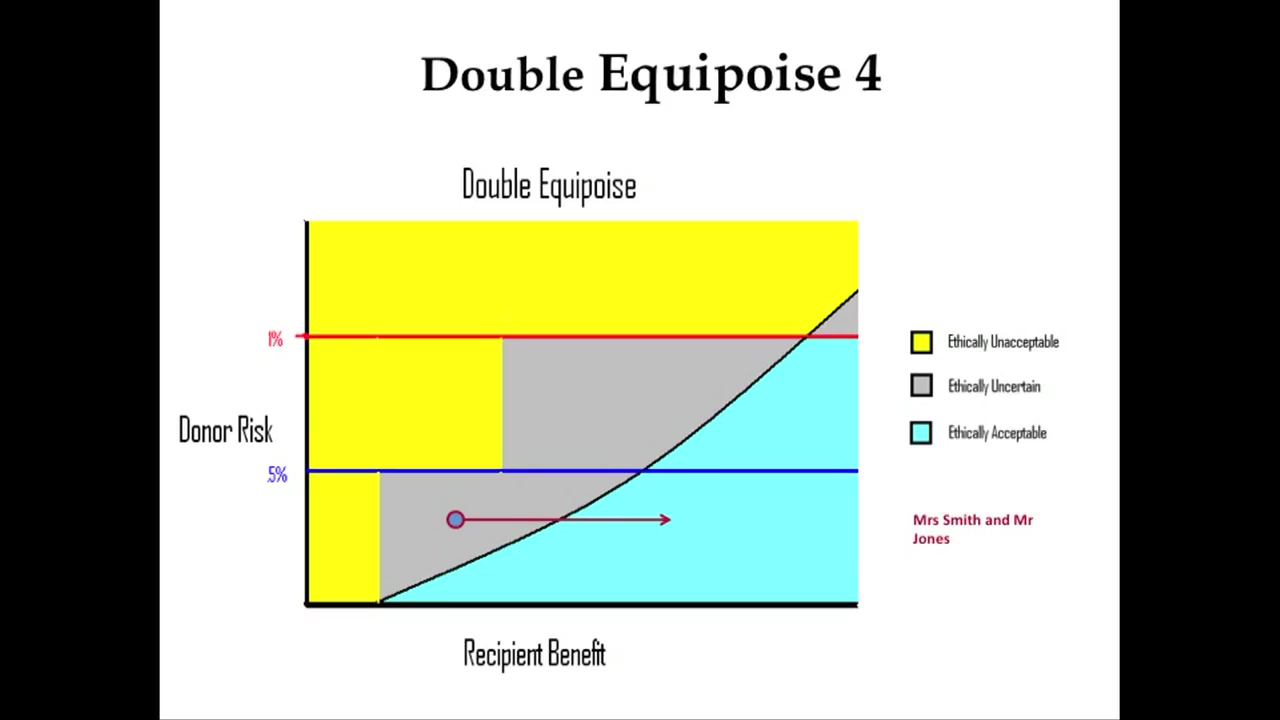 Double Equipoise 4
Double Equipoise
1%
Donor Risk
.5%
Recipient Benefit
Ethically Unacceptable
Ethically Uncertain
Ethically Acceptable
Mrs Smith and Mr
Jones